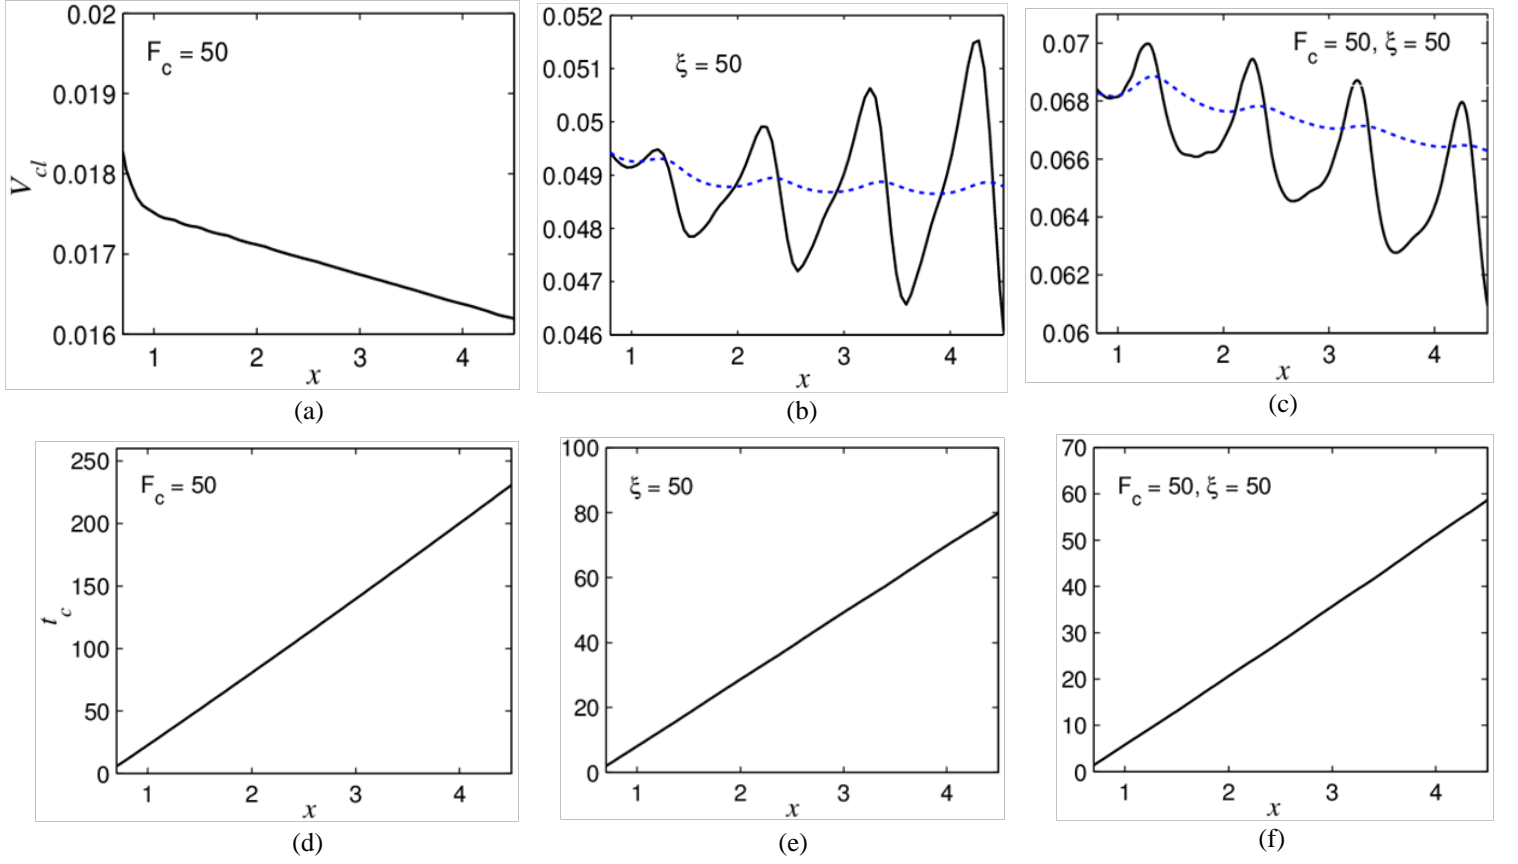 0.02
0.019
0.018
0.017
0.016
V_cl
F_c = 50
1 2 3 4
x
(a)
0.052
0.051
0.05
0.049
0.048
0.047
0.046
ξ = 50
1 2 3 4
x
(b)
0.07
0.068
0.066
0.064
0.062
0.06
F_c = 50, ξ = 50
1 2 3 4
x
(c)
250
200
150
100
50
0
t_c
F_c = 50
1 2 3 4
x
(d)
100
80
60
40
20
0
ξ = 50
1 2 3 4
x
(e)
70
60
50
40
30
20
10
0
F_c = 50, ξ = 50
1 2 3 4
x
(f)